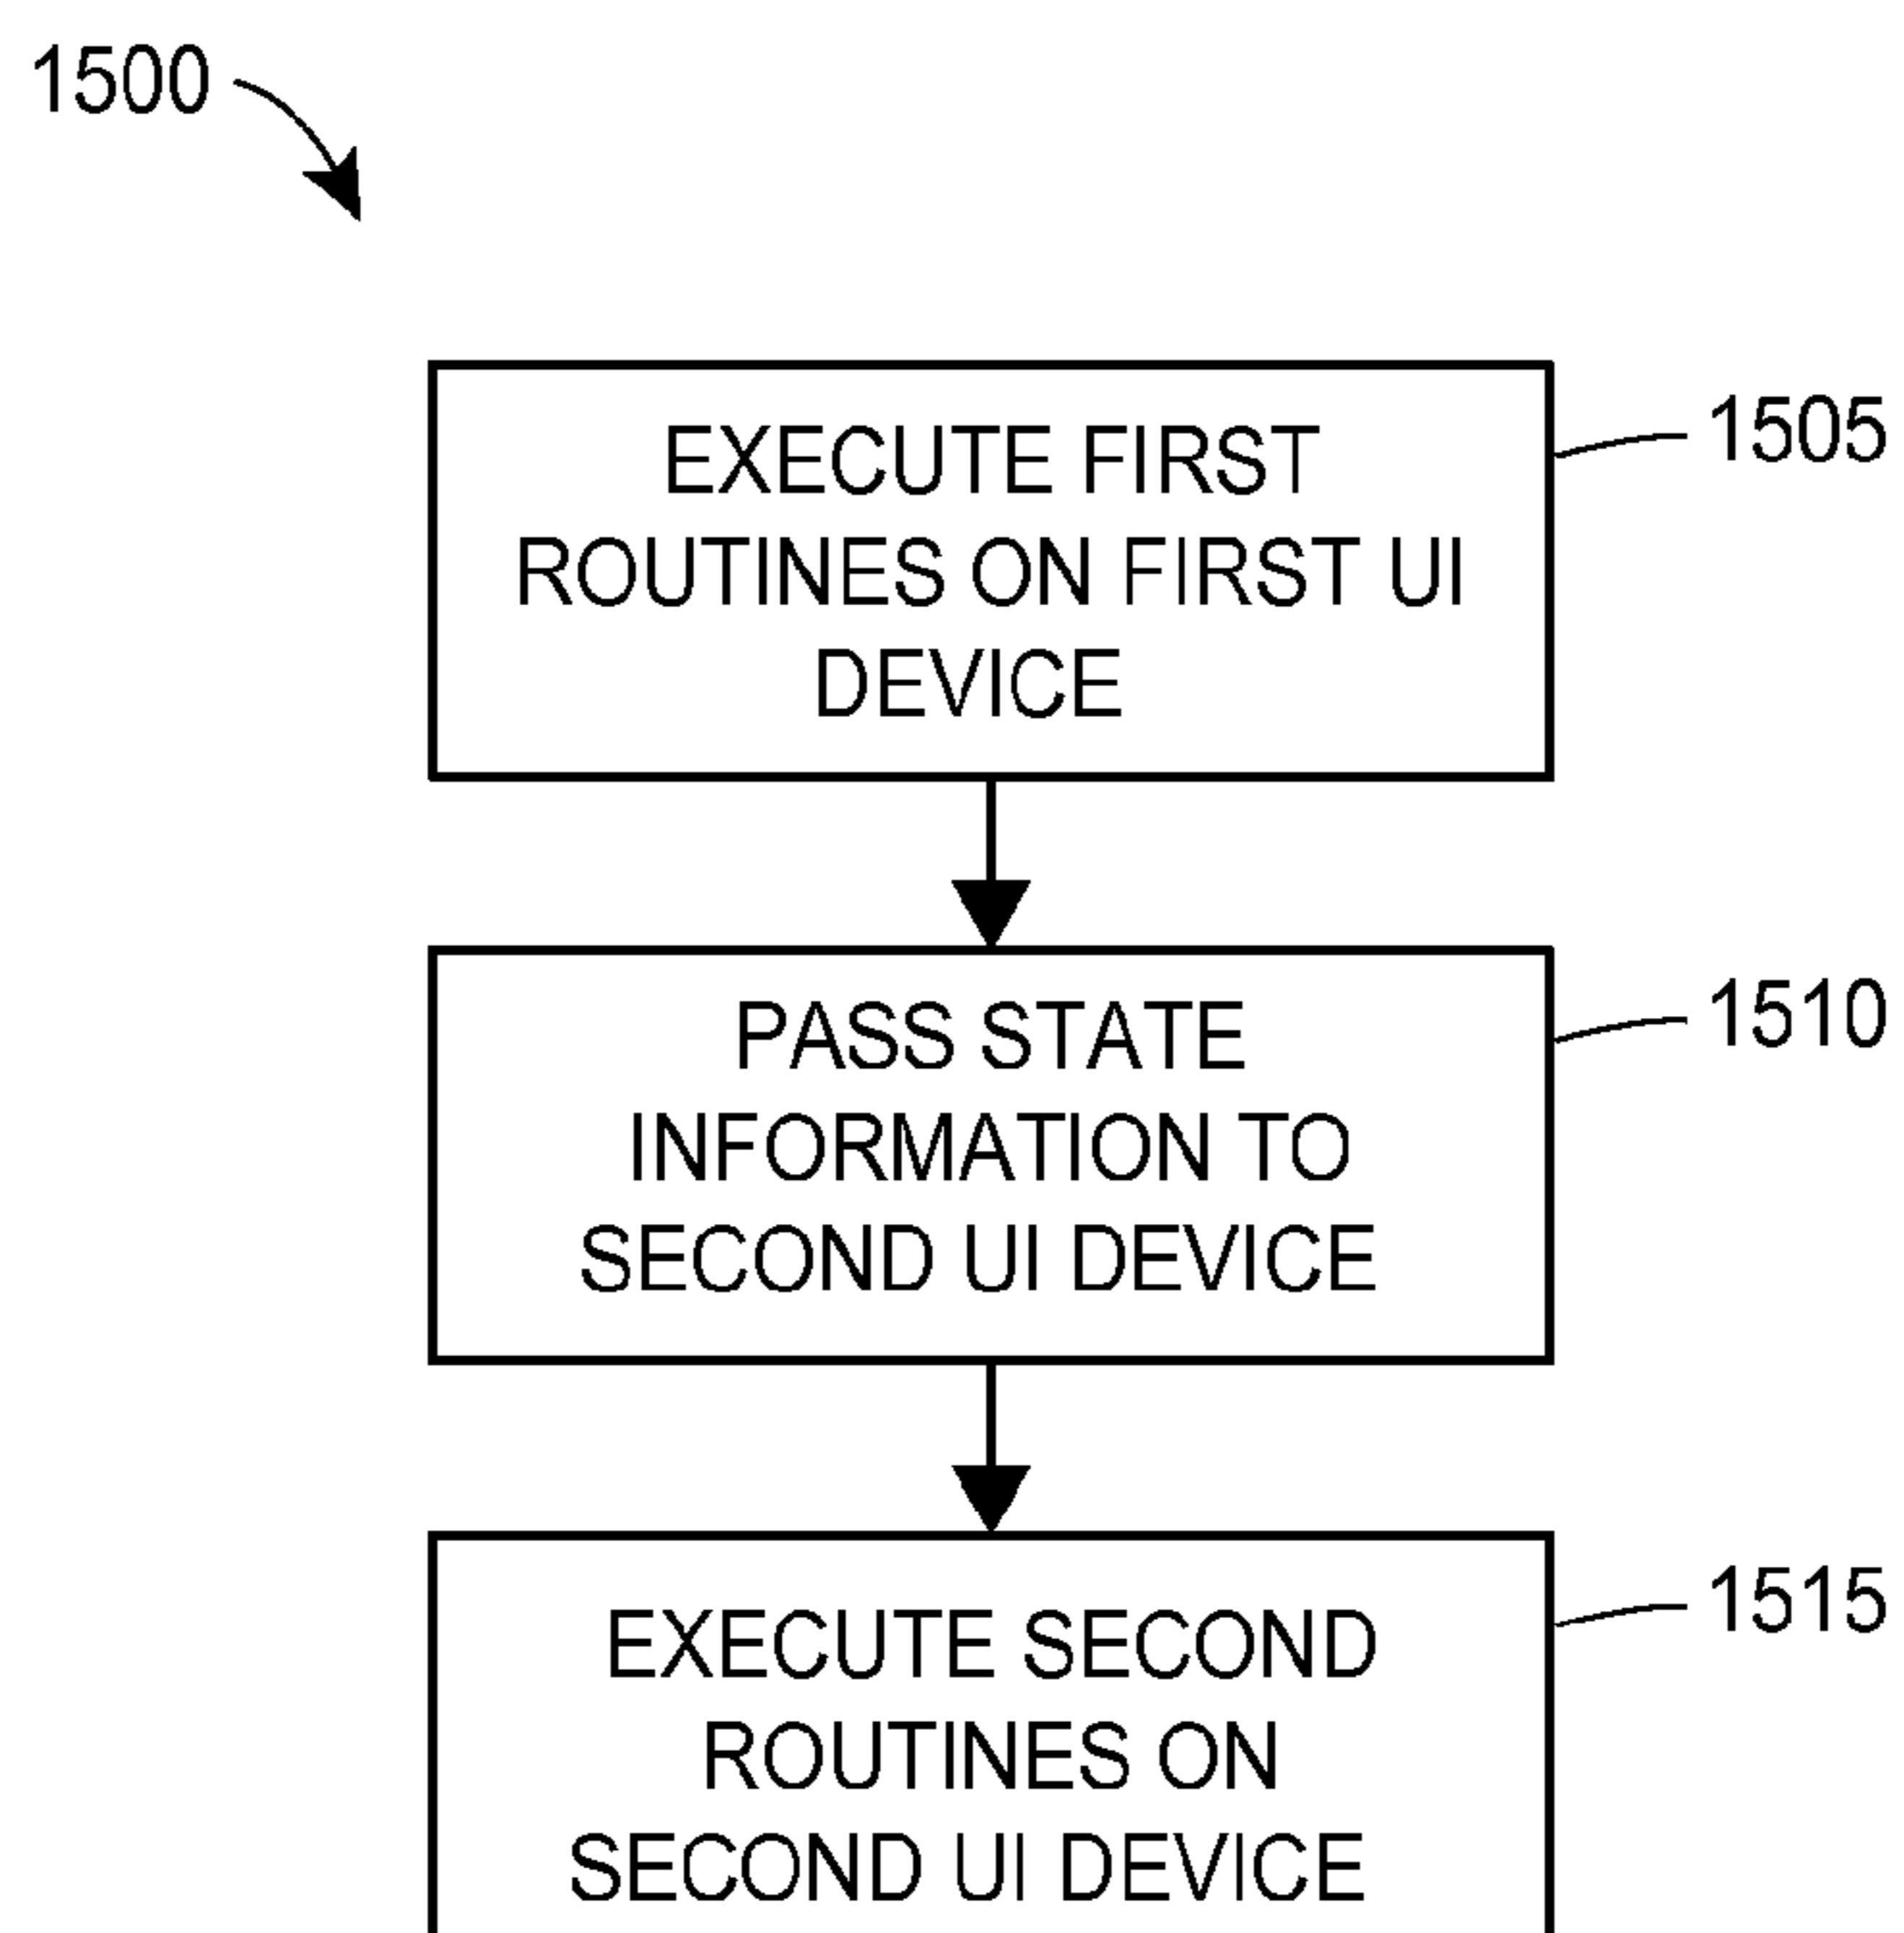 1500
EXECUTE FIRST
ROUTINES ON FIRST UI
DEVICE
1505
PASS STATE
INFORMATION TO
SECOND UI DEVICE
1510
EXECUTE SECOND
ROUTINES ON
SECOND UI DEVICE
1515